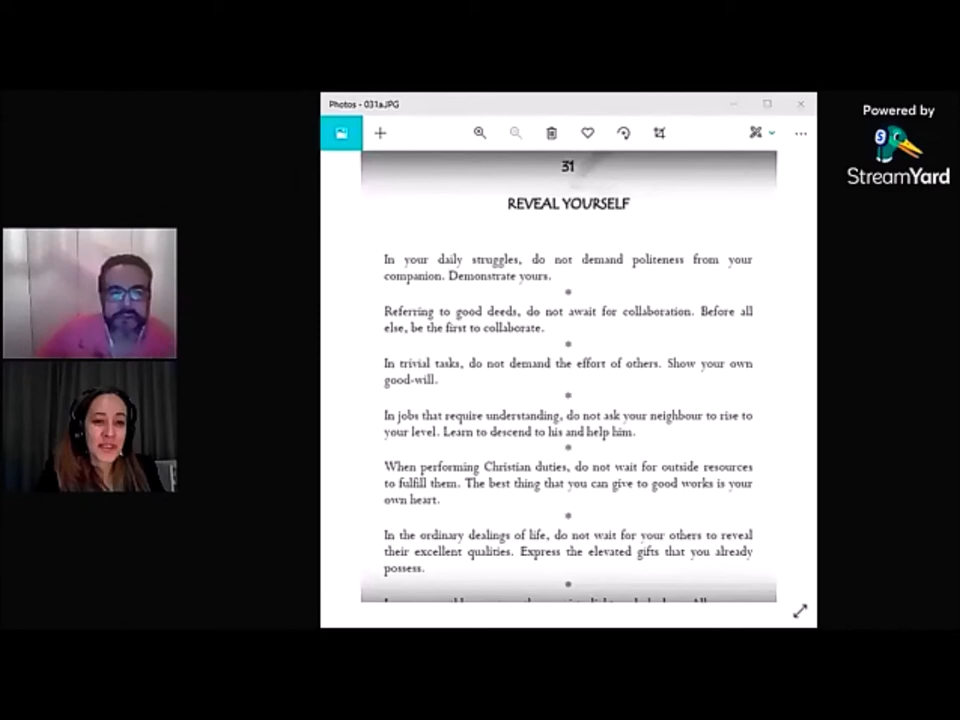 Photos - 031a.JPG
Powered by
S
StreamYard
31
REVEAL YOURSELF
In your daily struggles, do not demand politeness from your
companion. Demonstrate yours.
*
Referring to good deeds, do not await for collaboration. Before all
else, be the first to collaborate.
*
In trivial tasks, do not demand the effort of others. Show your own
good-will.
*
In jobs that require understanding, do not ask your neighbour to rise to
your level. Learn to descend to his and help him.
*
When performing Christian duties, do not wait for outside resources
to fulfill them. The best thing that you can give to good works is your
own heart.
*
In the ordinary dealings of life, do not wait for your others to reveal
their excellent qualities. Express the elevated gifts that you already
possess.
*